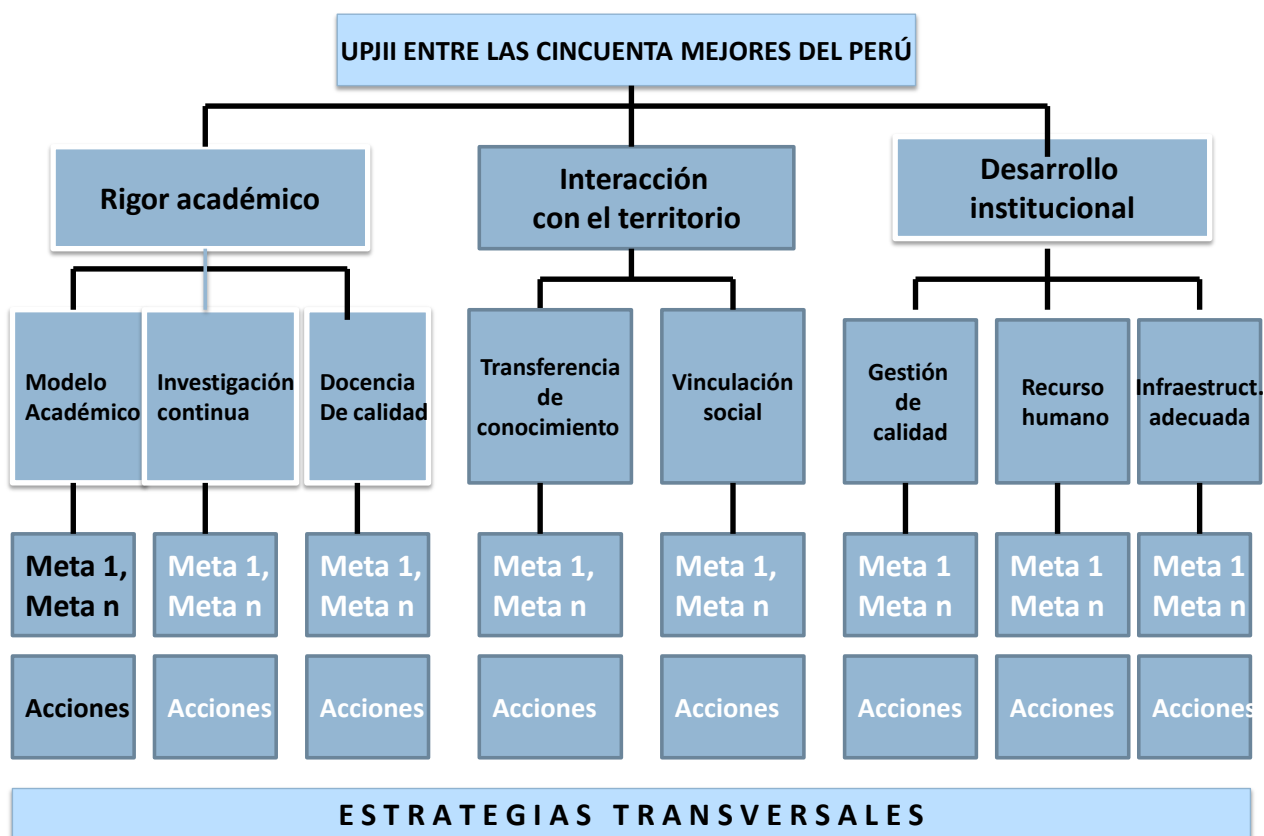 UPJII ENTRE LAS CINCUENTA MEJORES DEL PERÚ
Rigor académico
Interacción
con el territorio
Desarrollo
institucional
Modelo
Académico
Investigación
continua
Docencia
De calidad
Transferencia
de
conocimiento
Vinculación
social
Gestión
de
calidad
Recurso
humano
Infraestruct.
adecuada
Meta 1,
Meta n
Meta 1,
Meta n
Meta 1,
Meta n
Meta 1,
Meta n
Meta 1,
Meta n
Meta 1
Meta n
Meta 1
Meta n
Meta 1
Meta n
Acciones
Acciones
Acciones
Acciones
Acciones
Acciones
Acciones
Acciones
ESTRATEGIAS TRANSVERSALES